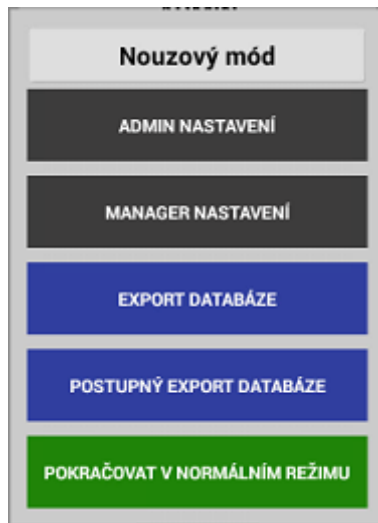 Nouzový mód
ADMIN NASTAVENÍ
MANAGER NASTAVENÍ
EXPORT DATABÁZE
POSTUPNÝ EXPORT DATABÁZE
POKRAČOVAT V NORMÁLNÍM REŽIMU